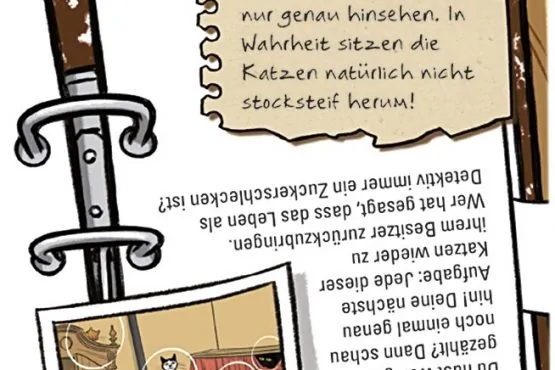 nur genau hinsehen. In
Wahrheit sitzen die
Katzen natürlich nicht
stocksteif herum!
Du hast
gezählt? Dann schau
noch einmal genau
hin! Deine nächste
Aufgabe: Jede dieser
Katzen wieder zu
ihrem Besitzer zurückzubringen.
Wer hat gesagt, dass das Leben als
Detektiv immer ein Zuckerschlecken ist?